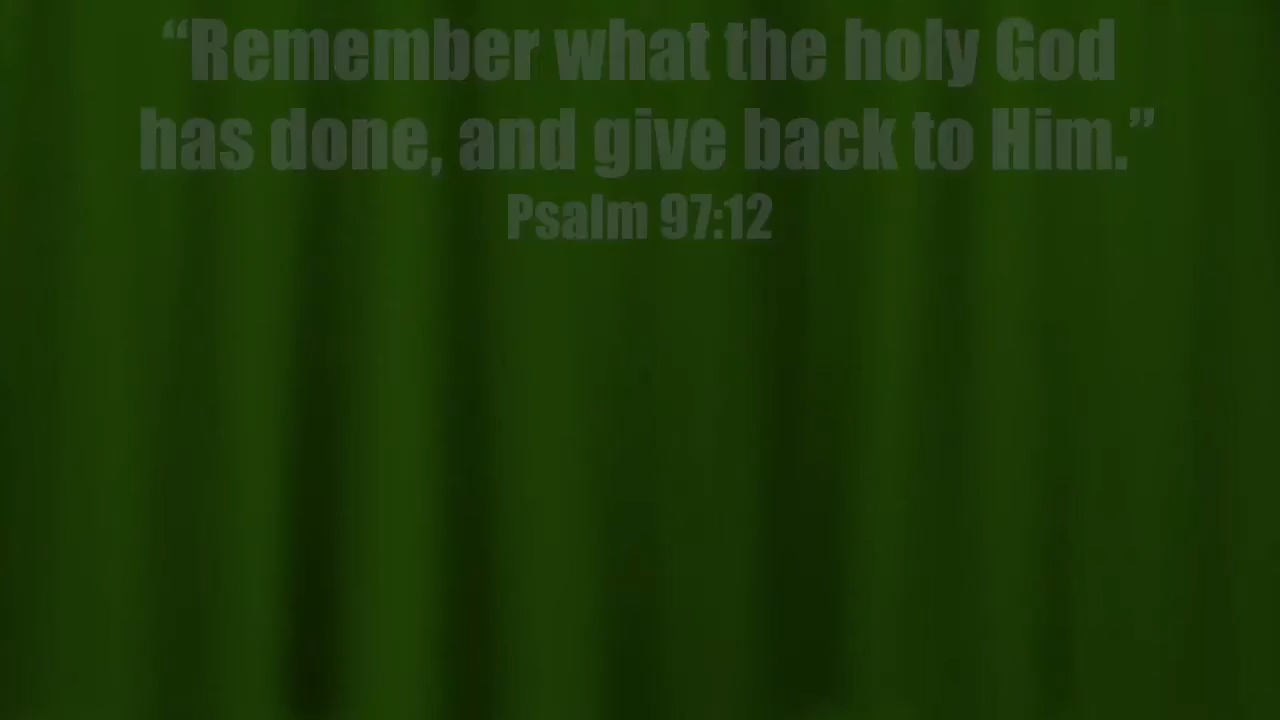 “Remember what the holy God
has done, and give back to Him.”
Psalm 97:12